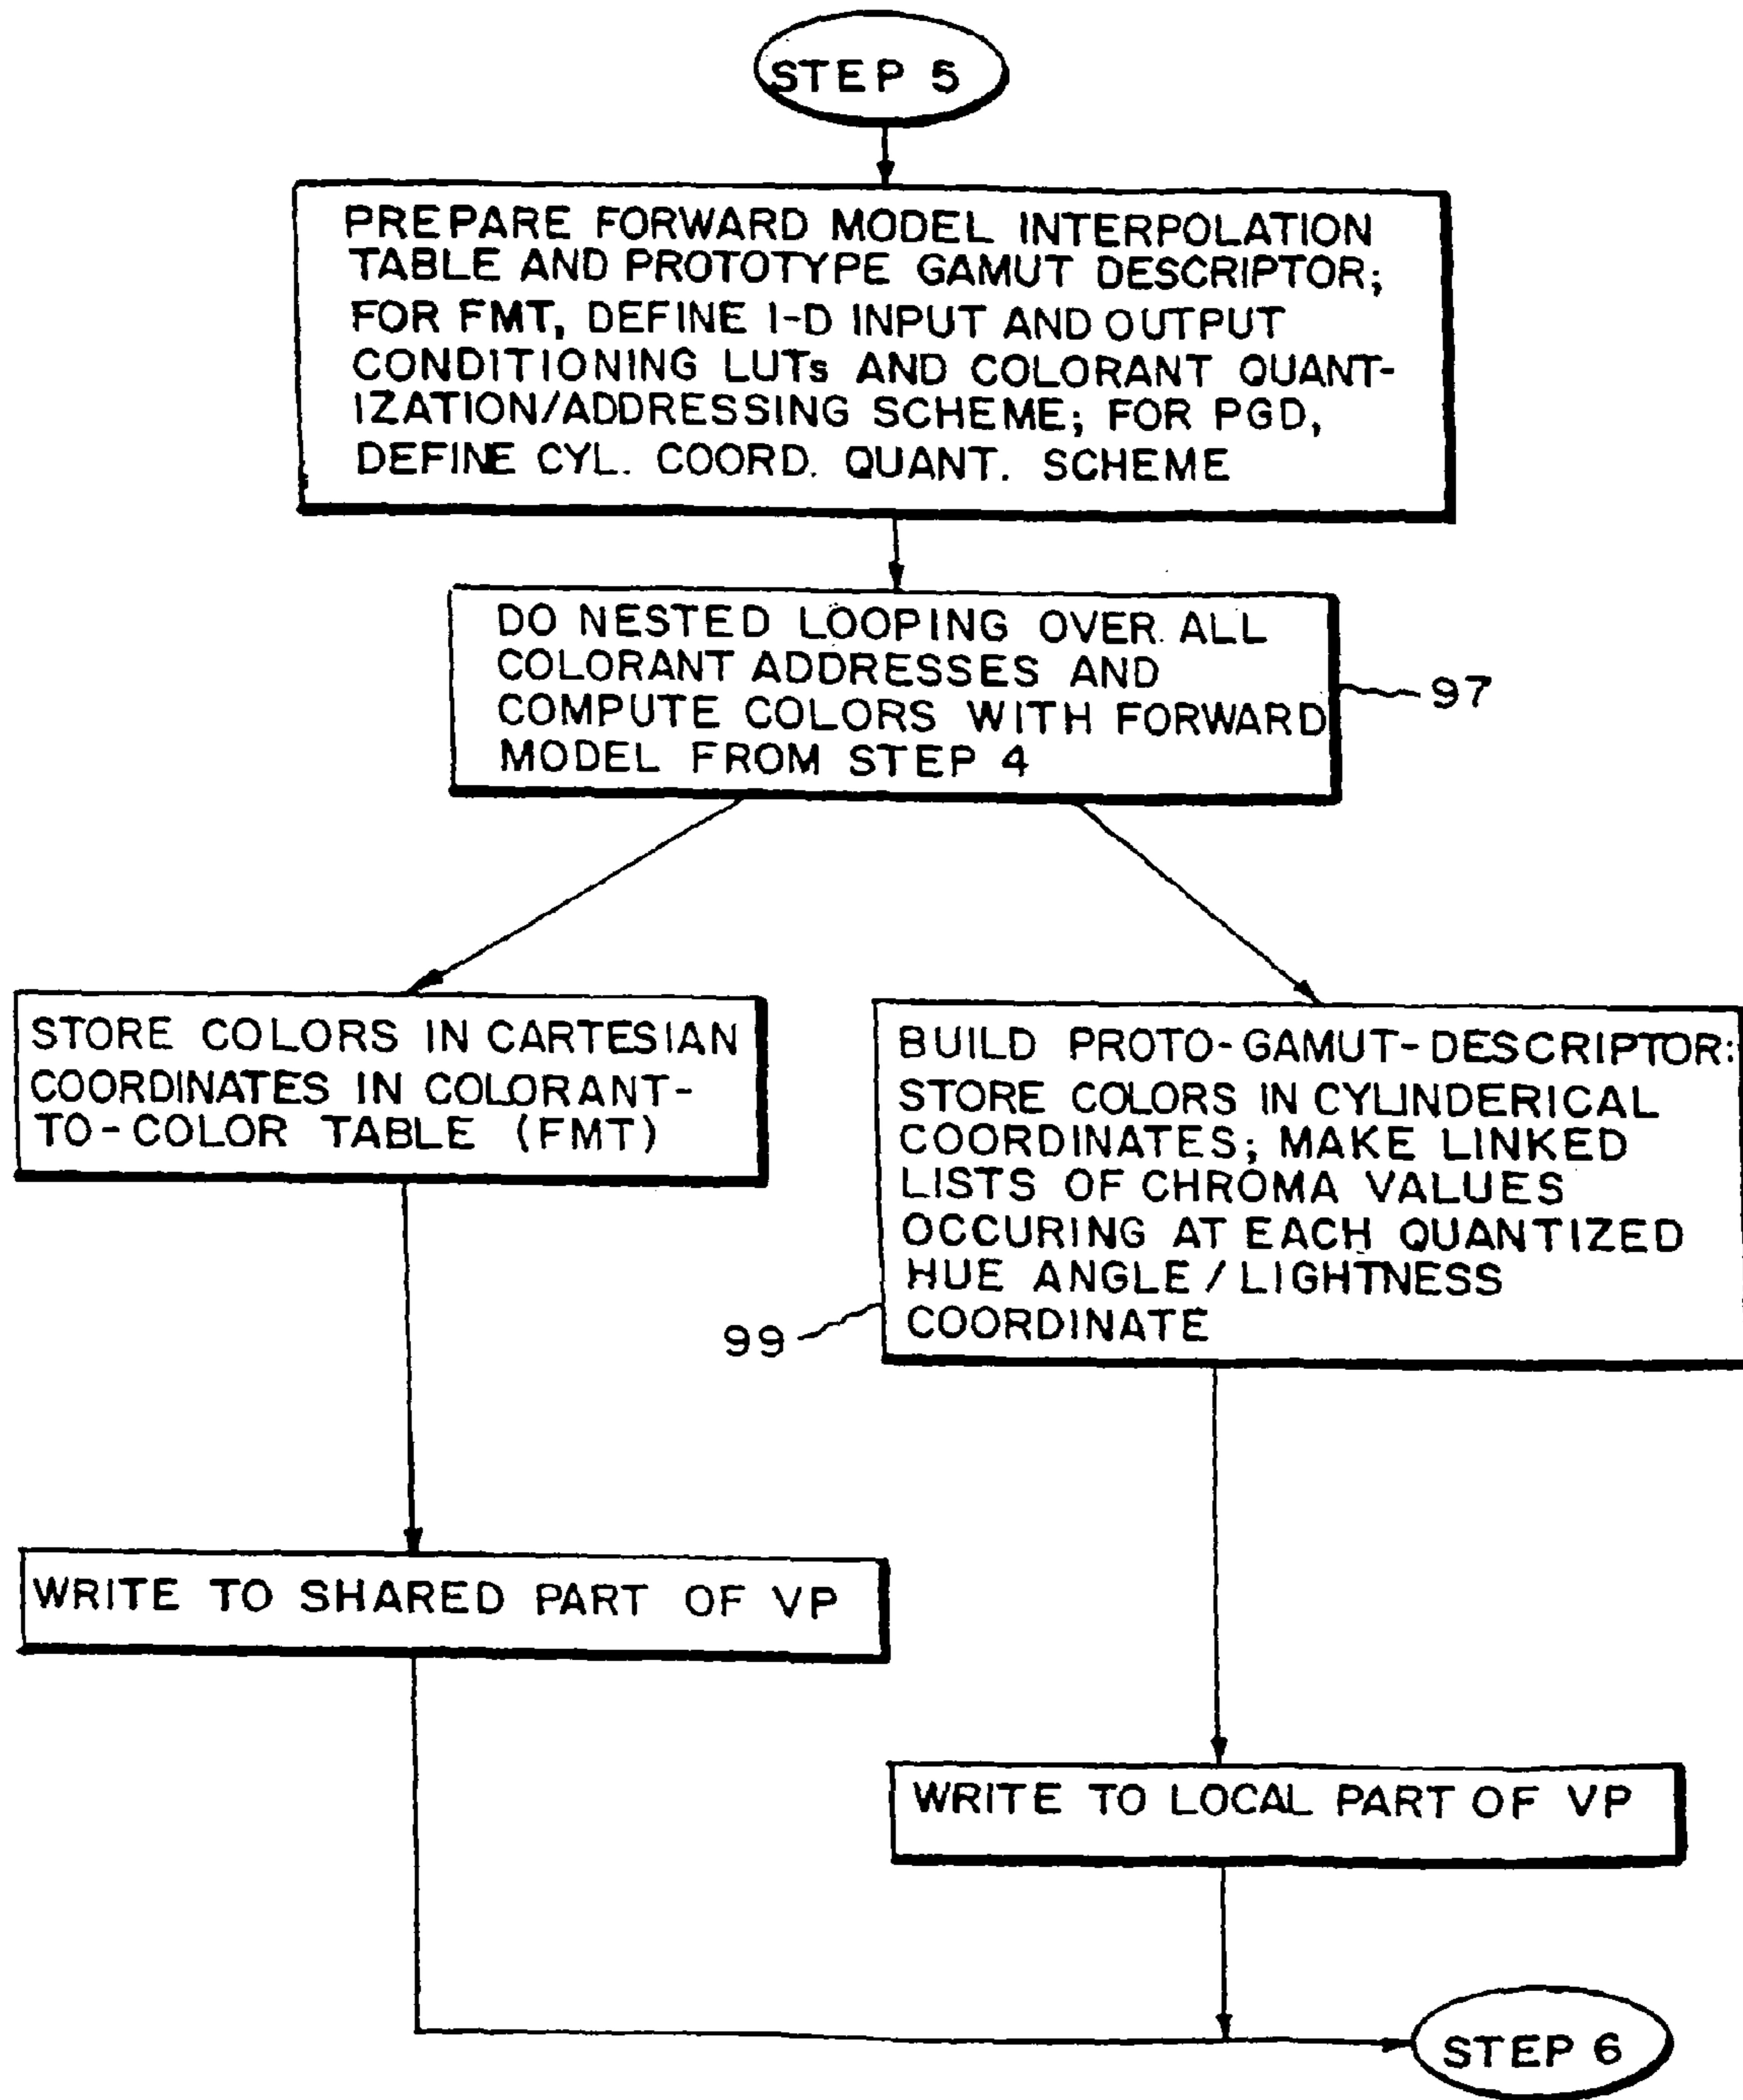 STEP 5
PREPARE FORWARD MODEL INTERPOLATION
TABLE AND PROTOTYPE GAMUT DESCRIPTOR;
FOR FMT, DEFINE 1-D INPUT AND OUTPUT
CONDITIONING LUTs AND COLORANT QUANT-
IZATION/ADDRESSING SCHEME; FOR PGD,
DEFINE CYL. COORD. QUANT. SCHEME
DO NESTED LOOPING OVER ALL
COLORANT ADDRESSES AND
COMPUTE COLORS WITH FORWARD
MODEL FROM STEP 4
97
STORE COLORS IN CARTESIAN
COORDINATES IN COLORANT-
TO-COLOR TABLE (FMT)
BUILD PROTO-GAMUT-DESCRIPTOR:
STORE COLORS IN CYLINDERICAL
COORDINATES; MAKE LINKED
LISTS OF CHROMA VALUES
OCCURING AT EACH QUANTIZED
HUE ANGLE/LIGHTNESS
COORDINATE
99
WRITE TO SHARED PART OF VP
WRITE TO LOCAL PART OF VP
STEP 6